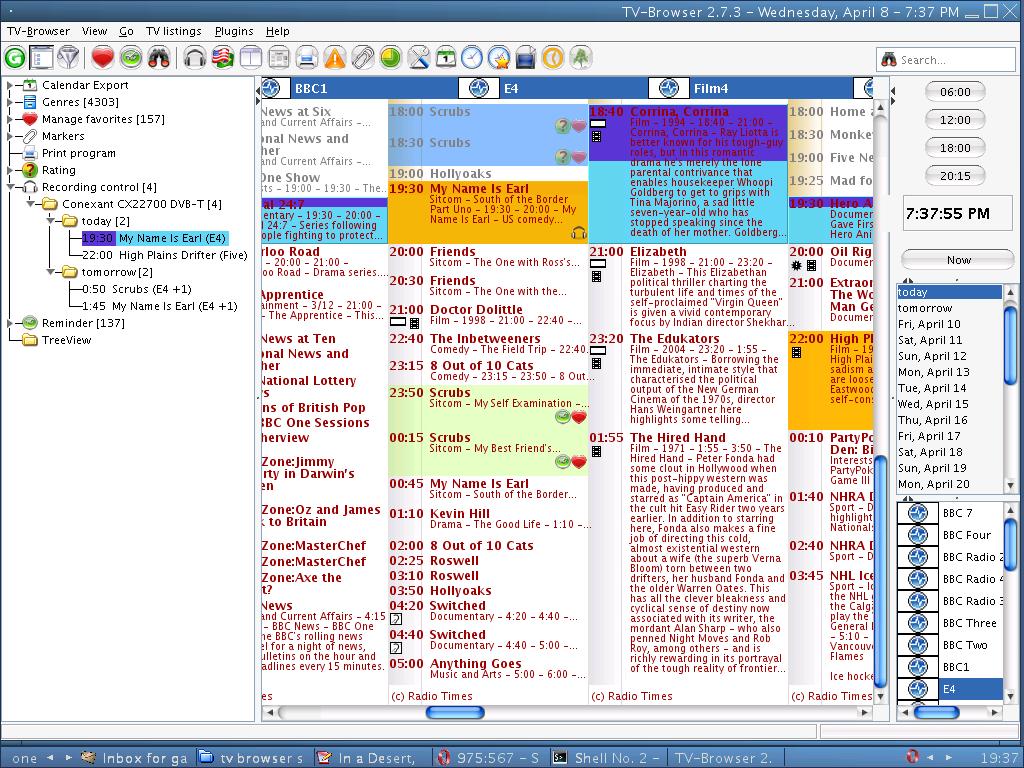 TV-Browser 2.7.3 – Wednesday, April 8 – 7:37 PM
TV-Browser View Go TV listings Plugins Help
Search...
Calendar Export
Genres [4303]
Manage favorites [157]
Markers
Print program
Rating
Recording control [4]
Conexant CX22700 DVB-T [4]
today [2]
19:30 My Name Is Earl (E4)
22:00 High Plains Drifter (Five)
tomorrow [2]
0:50 Scrubs (E4 +1)
1:45 My Name Is Earl (E4 +1)
Reminder [137]
TreeView
BBC1
News at Six
and Current Affairs – ...
onal News and
her
and Current Affairs – ...
One Show
sts – 19:00 – 19:30 – The...
al 24:7
entary – 19:30 – 20:00 –
24:7 – Series following
ople fighting to protect...
rloo Road
– 20:00 – 21:00 –
oo Road – Drama series....
Apprentice
ainment – 3/12 – 21:00 –
The Apprentice – This...
News at Ten
onal News and
her
National Lottery
ns of British Pop
BBC One Sessions
herview
Zone:Jimmy
rty in Darwin's
en
Zone:Oz and James
k to Britain
Zone:MasterChef
Zone:MasterChef
Zone:Axe the
t?
News
and Current Affairs – 4:15
– BBC News – BBC One
he BBC's rolling news
el for a night of news,
ulletins on the hour and
adlines every 15 minutes.
es
E4
18:00 Scrubs
18:30 Scrubs
19:00 Hollyoaks
19:30 My Name Is Earl
Sitcom – South of the Border –
Part Uno – 19:30 – 20:00 – My
Name Is Earl – US comedy...
20:00 Friends
Sitcom – The One with Ross's...
20:30 Friends
Sitcom – The One with the...
21:00 Doctor Dolittle
Film – 1998 – 21:00 – 22:40 –...
22:40 The Inbetweeners
Comedy – The Field Trip – 22:40...
23:15 8 Out of 10 Cats
Comedy – 23:15 – 23:50 – 8 Out...
23:50 Scrubs
Sitcom – My Self Examination –...
00:15 Scrubs
Sitcom – My Best Friend's...
00:45 My Name Is Earl
Sitcom – South of the Border...
01:10 Kevin Hill
Drama – The Good Life – 1:10 –...
02:00 8 Out of 10 Cats
02:25 Roswell
03:10 Roswell
03:50 Hollyoaks
04:20 Switched
Documentary – 4:20 – 4:40 –...
04:40 Switched
Documentary – 4:40 – 5:00 –...
05:00 Anything Goes
Music and Arts – 5:00 – 6:00 –...
(c) Radio Times
Film4
18:40 Corrina, Corrina
Film – 1994 – 18:40 – 21:00 –
Corrina, Corrina – Ray Liotta is
better known for his tough-guy
roles, but in this romantic
drama he's merely the lone
parental contrivance that
enables housekeeper Whoopi
Goldberg to get to grips with
Tina Majorino, a sad little
seven-year-old who has
stopped speaking since the
death of her mother. Goldberg...
21:00 Elizabeth
Film – 1998 – 21:00 – 23:20 –
Elizabeth – This Elizabethan
political thriller charting the
turbulent life and times of the
self-proclaimed "Virgin Queen"
is given a vivid contemporary
focus by Indian director Shekhar...
23:20 The Edukators
Film – 2004 – 23:20 – 1:55 –
The Edukators – Borrowing the
immediate, intimate style that
characterised the political
output of the New German
Cinema of the 1970s, director
Hans Weingartner here
highlights some telling...
01:55 The Hired Hand
Film – 1971 – 1:55 – 3:50 – The
Hired Hand – Peter Fonda had
some clout in Hollywood when
this post-hippy western was
made, having produced and
starred as "Captain America" in
the cult hit Easy Rider two years
earlier. In addition to starring
here, Fonda also makes a fine
job of directing this cold,
almost existential western
about a wife (the superb Verna
Bloom) torn between two
drifters, her husband Fonda and
the older Warren Oates. This
has all the clever bleakness and
cyclical sense of destiny now
associated with its writer, the
mordant Alan Sharp – who also
penned Night Moves and Rob
Roy, among others – and is
richly rewarding in its portrayal
of the tough reality of frontier...
(c) Radio Times
18:00 Home a
18:30 Monke
19:00 Five Ne
19:25 Mad fo
19:30 Hero A
Docume
Gave First
Hero Ani
20:00 Oil Rig
Docume
21:00 Extraor
The Wo
Man Ge
Docume
22:00 High Pl
Film – 19
High Plai
sadism a
are loose
Eastwoo
self-cons
00:10 PartyPo
Den: Bi
Interests
PartyPok
Game III
01:40 NHRA D
Sport – D
highlight
Nationals
02:40 NHRA D
Sport – D
03:45 NHL Ice
Sport – Ic
the NHL g
the Calga
play the
General M
– 5:10 –
Vancouve
Flames
Ice hocke
(c) Radio Times
06:00
12:00
18:00
20:15
7:37:55 PM
Now
today
tomorrow
Fri, April 10
Sat, April 11
Sun, April 12
Mon, April 13
Tue, April 14
Wed, April 15
Thu, April 16
Fri, April 17
Sat, April 18
Sun, April 19
Mon, April 20
BBC 7
BBC Four
BBC Radio 2
BBC Radio 4
BBC Radio 3
BBC Three
BBC Two
BBC1
E4
one Inbox for ga tv browser s In a Desert, 975:567 – S Shell No. 2 – TV-Browser 2. 19:37